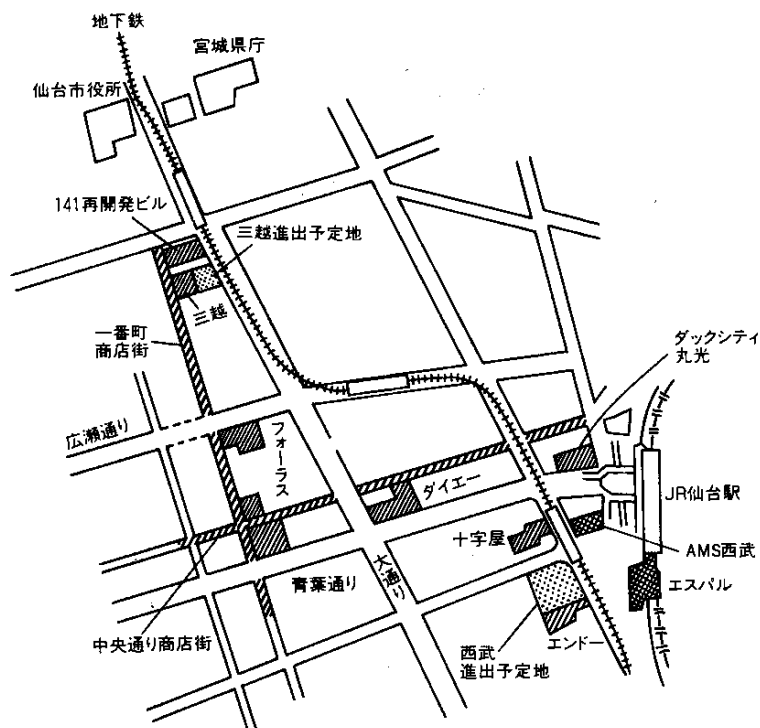 地下鉄
宮城県庁
仙台市役所
141再開発ビル
三越進出予定地
三越
一番町
商店街
ダックシティ
丸光
広瀬通り
フォーラス
ダイエー
JR仙台駅
十字屋
AMS西武
大通り
青葉通り
エスパル
中央通り商店街
エンドー
西武
進出予定地